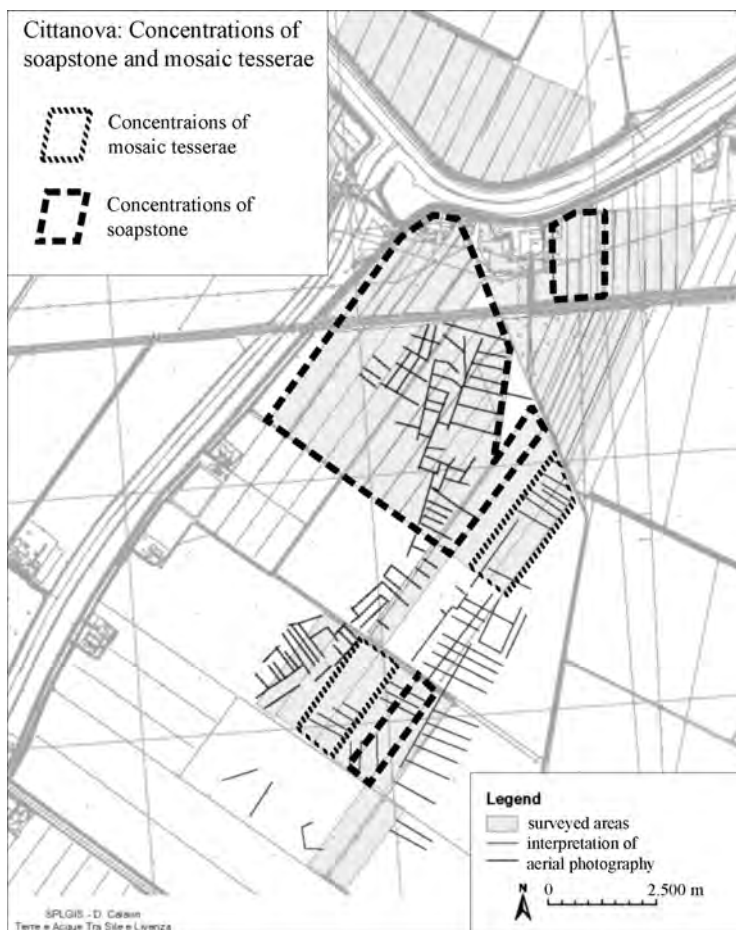 Cittanova: Concentrations of
soapstone and mosaic tesserae
Concentraions of
mosaic tesserae
Concentrations of
soapstone
Legend
surveyed areas
interpretation of
aerial photography
N
0 2.500 m
SPLGIS - D. Calaon
Terre e Acque Tra Sile e Livenza